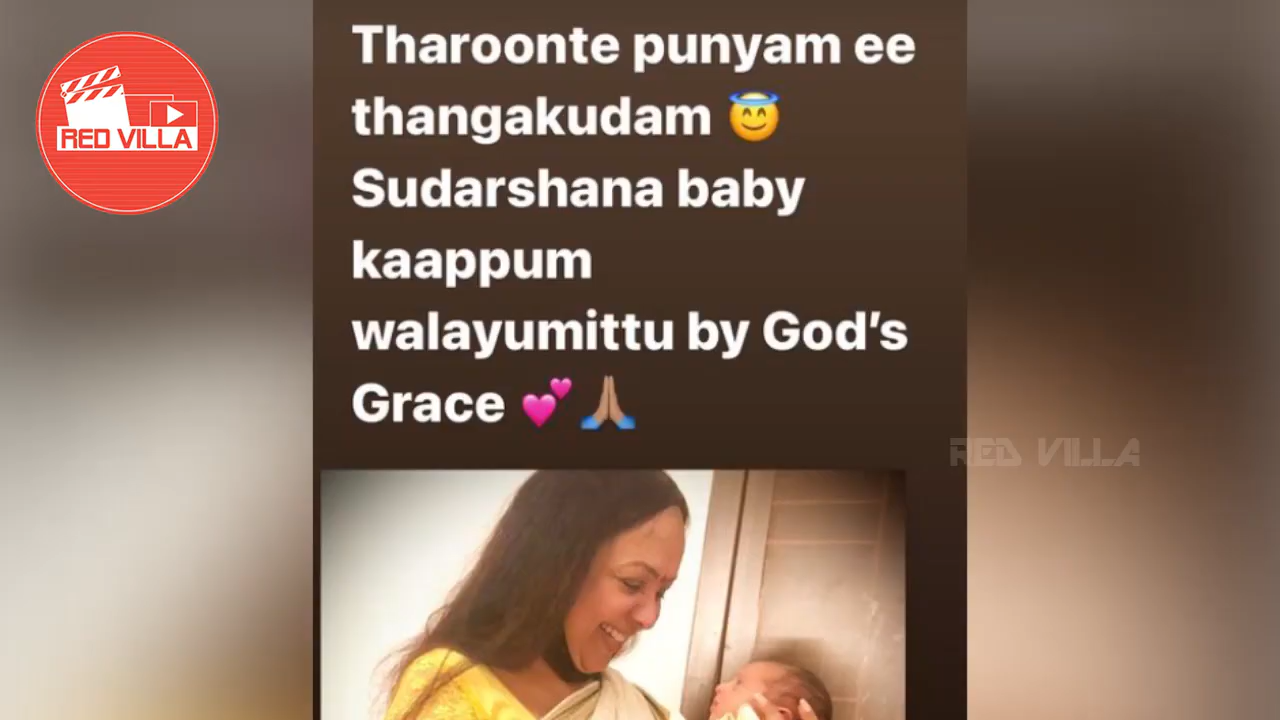 RED VILLA
Tharoonte punyam ee
thangakudam 😇
Sudarshana baby
kaappum
walayumittu by God's
Grace 💕🙏🏽
RED VILLA